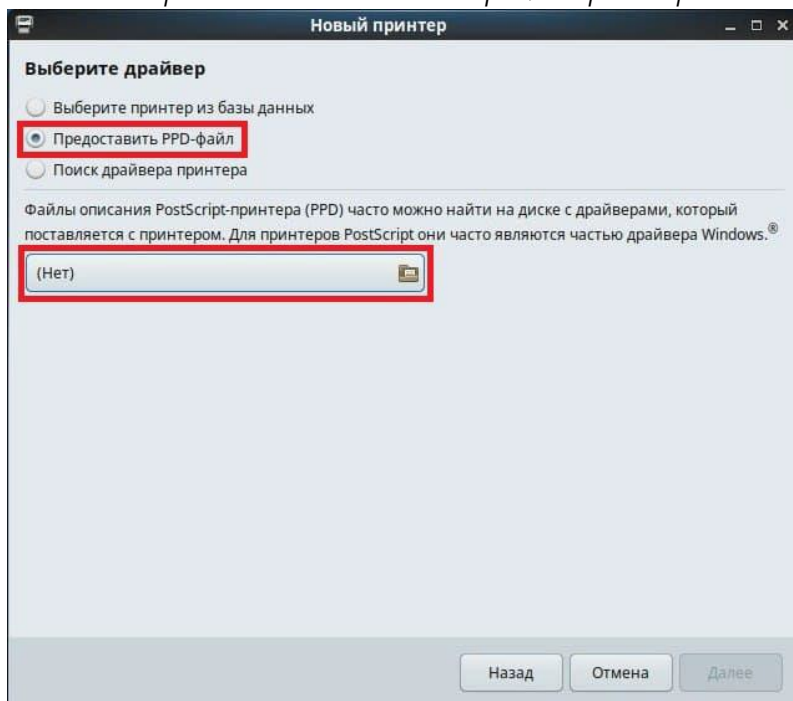 Новый принтер
Выберите драйвер
Выберите принтер из базы данных
Предоставить PPD-файл
Поиск драйвера принтера
Файлы описания PostScript-принтера (PPD) часто можно найти на диске с драйверами, который
поставляется с принтером. Для принтеров PostScript они часто являются частью драйвера Windows.®
(Нет)
Назад Отмена Далее